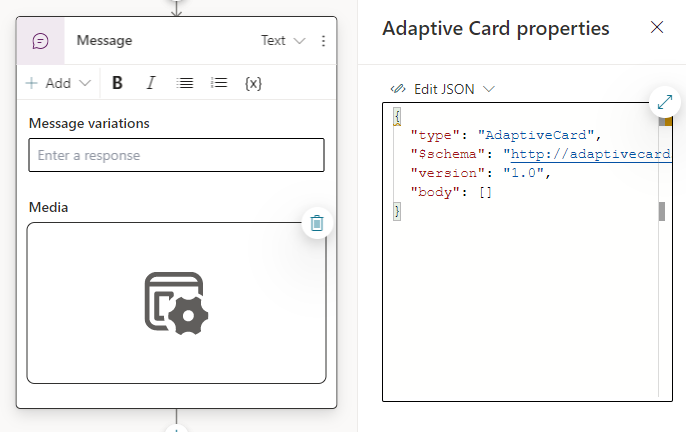 Message
Text
Add
B
I
{x}
Message variations
Enter a response
Media
Adaptive Card properties
Edit JSON
{
"type": "AdaptiveCard",
"$schema": "http://adaptivecard
"version": "1.0",
"body": []
}